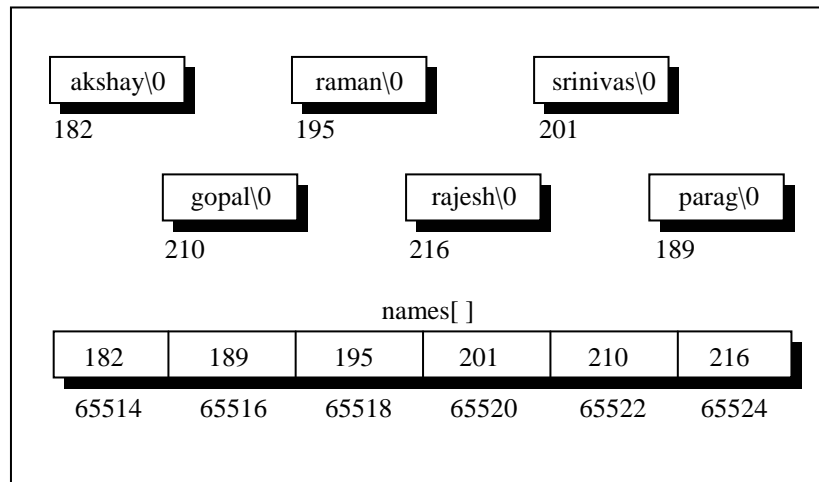 akshay\0 raman\0 srinivas\0
182 195 201
gopal\0 rajesh\0 parag\0
210 216 189
names[ ]
182 189 195 201 210 216
65514 65516 65518 65520 65522 65524